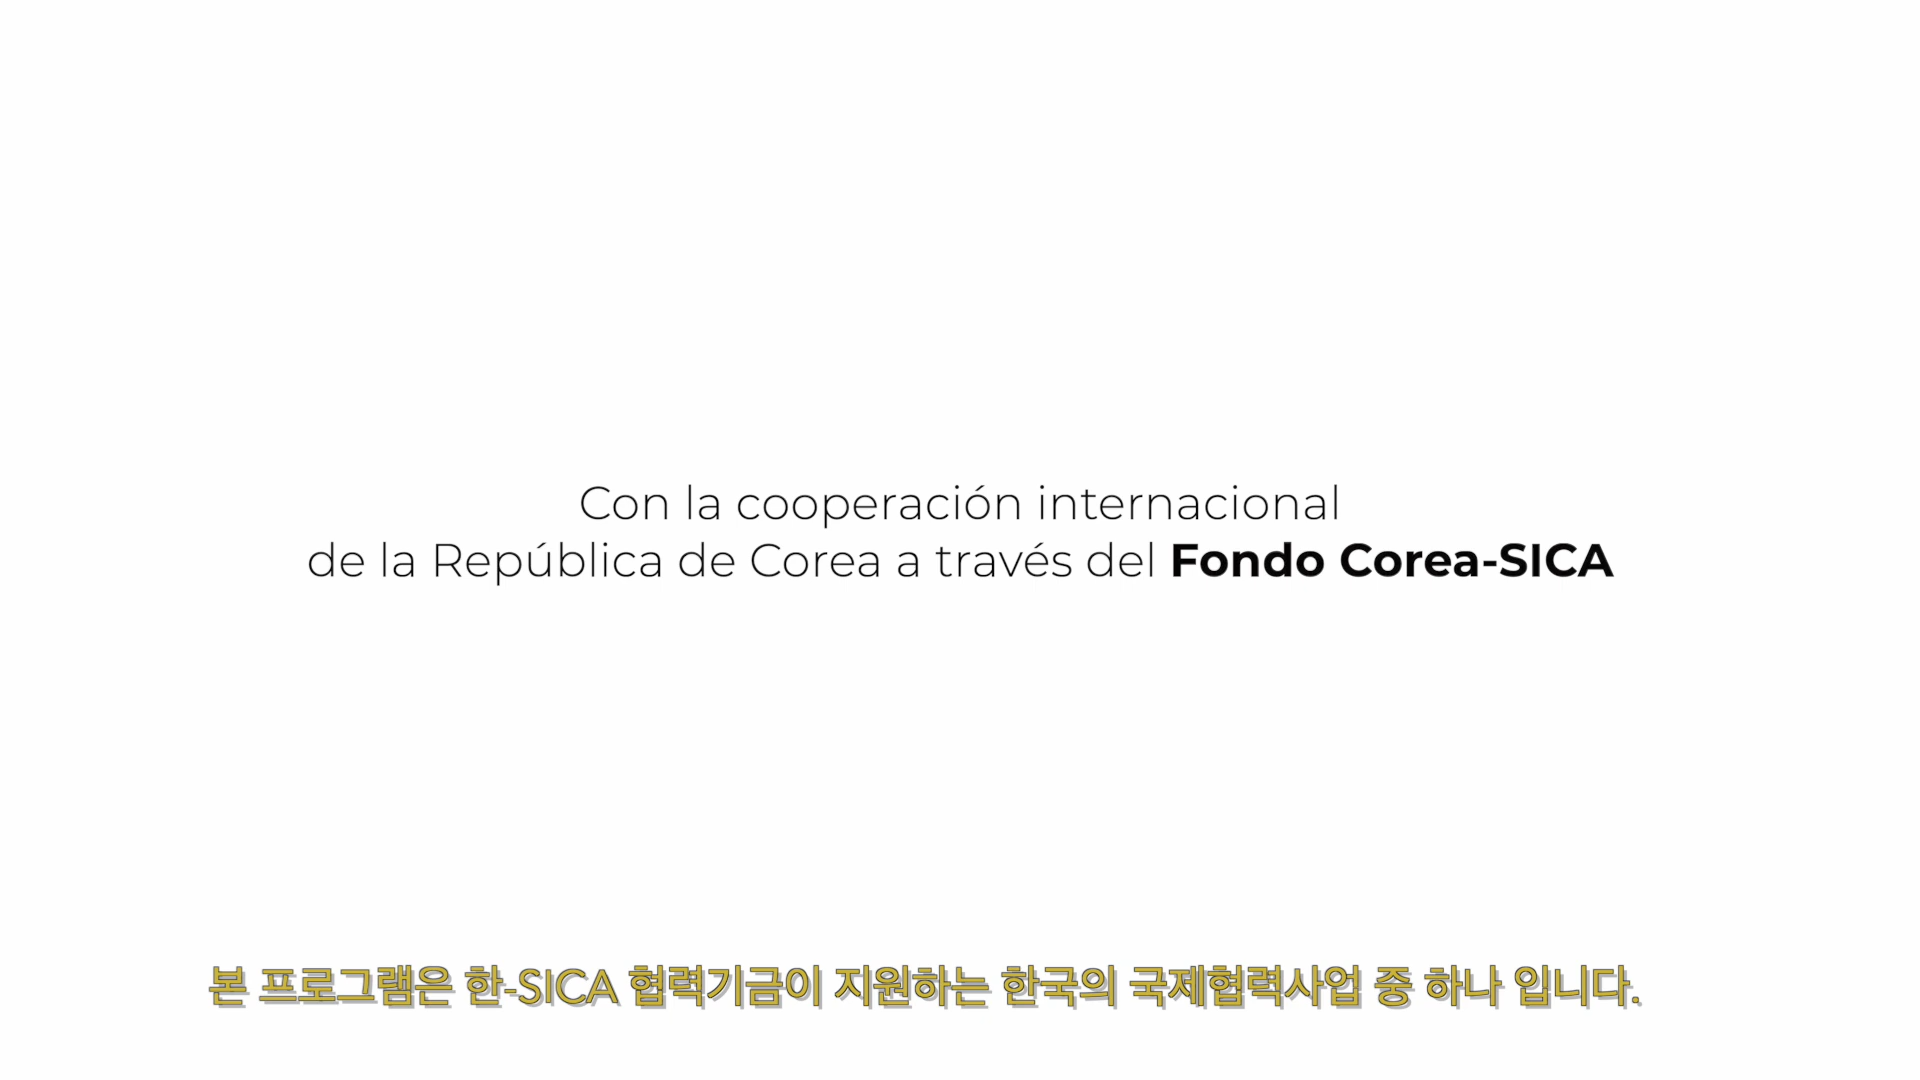 Con la cooperación internacional
de la República de Corea a través del Fondo Corea-SICA
본 프로그램은 한-SICA 협력기금이 지원하는 한국의 국제협력사업 중 하나 입니다.